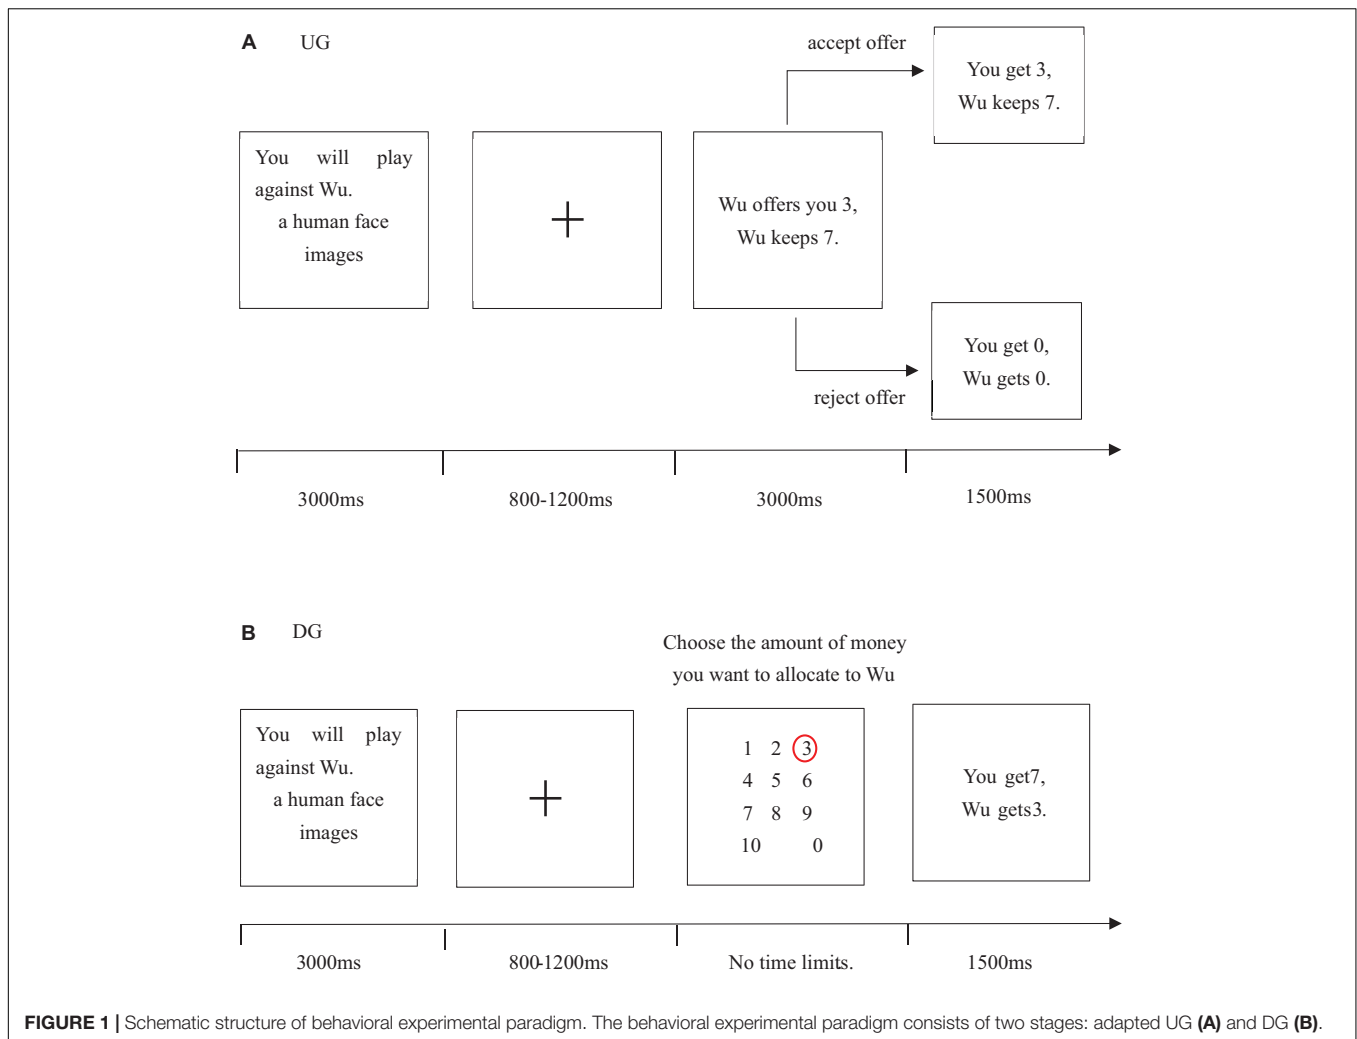 A UG
accept offer
You get 3,
Wu keeps 7.
You will play
against Wu.
a human face
images
Wu offers you 3,
Wu keeps 7.
You get 0,
Wu gets 0.
reject offer
3000ms
800-1200ms
3000ms
1500ms
B DG
Choose the amount of money
you want to allocate to Wu
You will play
against Wu.
a human face
images
1 2 3
4 5 6
7 8 9
10 0
You get7,
Wu gets3.
3000ms
800-1200ms
No time limits.
1500ms
FIGURE 1 | Schematic structure of behavioral experimental paradigm. The behavioral experimental paradigm consists of two stages: adapted UG (A) and DG (B).